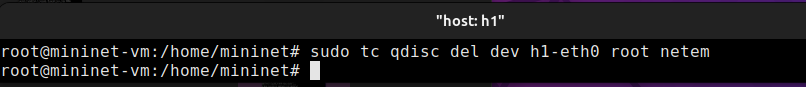 "host: h1"
root@mininet-vm:/home/mininet# sudo tc qdisc del dev h1-eth0 root netem
root@mininet-vm:/home/mininet#